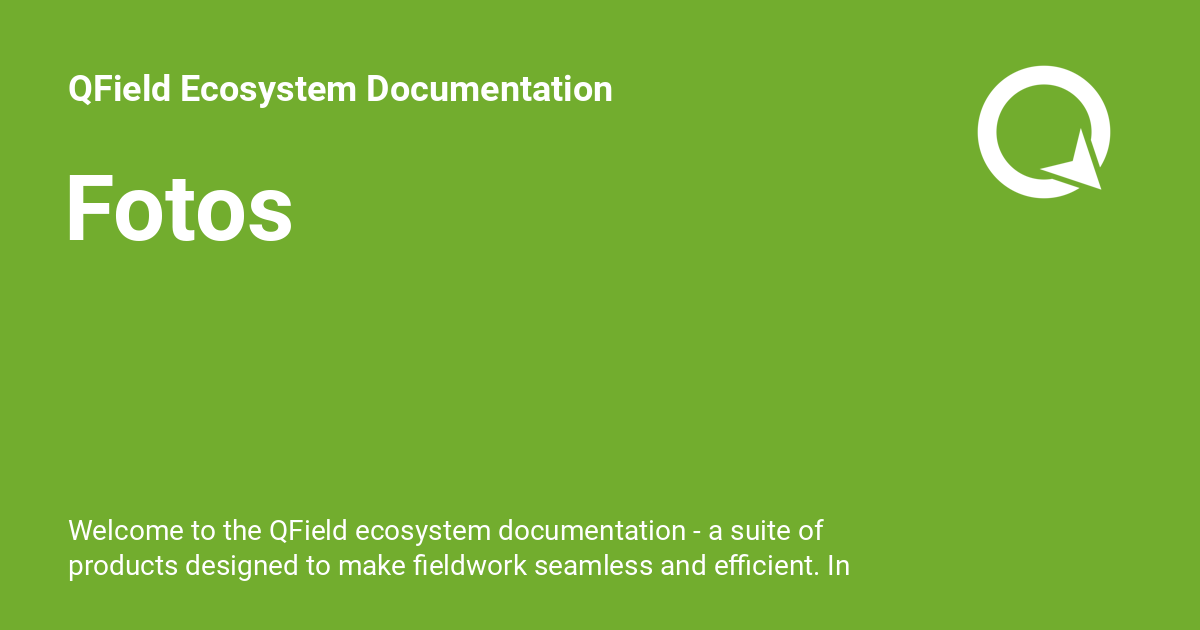 QField Ecosystem Documentation
Fotos
Welcome to the QField ecosystem documentation - a suite of
products designed to make fieldwork seamless and efficient. In